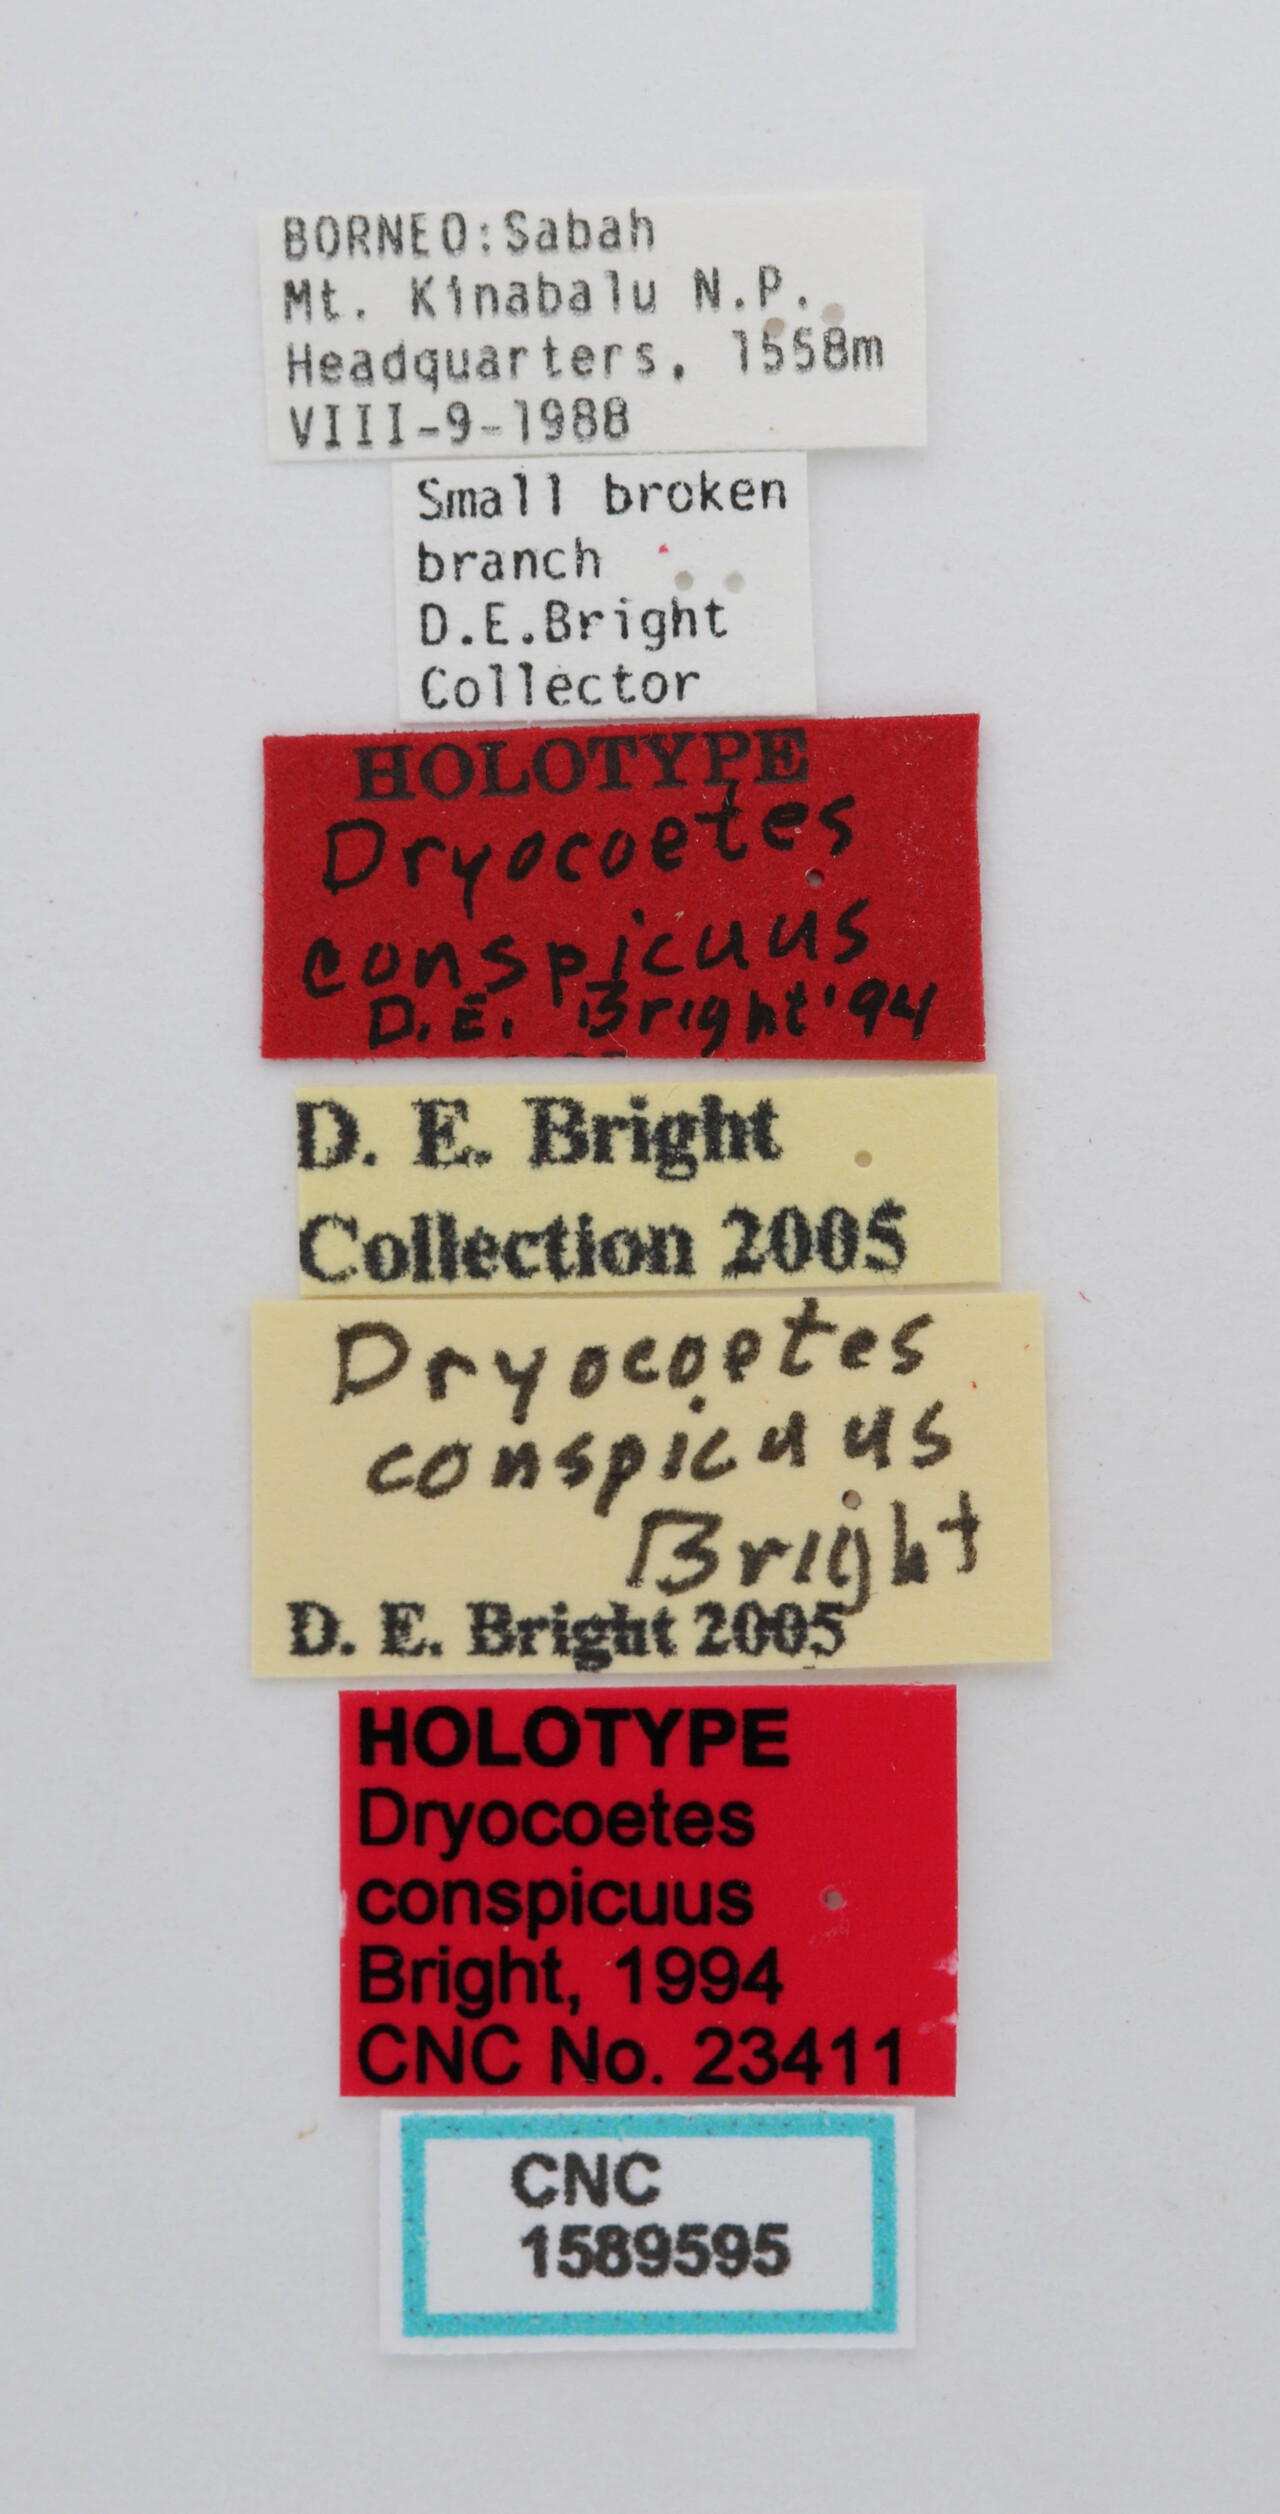 BORNEO:Sabah
Mt. Kinabalu N.P.
Headquarters, 1558m
VIII-9-1988
Small broken
branch
D.E.Bright
Collector
HOLOTYPE
Dryocoetes
conspicuus
D.E. Bright '94
D. E. Bright
Collection 2005
Dryocoetes
conspicuus
Bright
D. E. Bright 2005
HOLOTYPE
Dryocoetes
conspicuus
Bright, 1994
CNC No. 23411
CNC
1589595